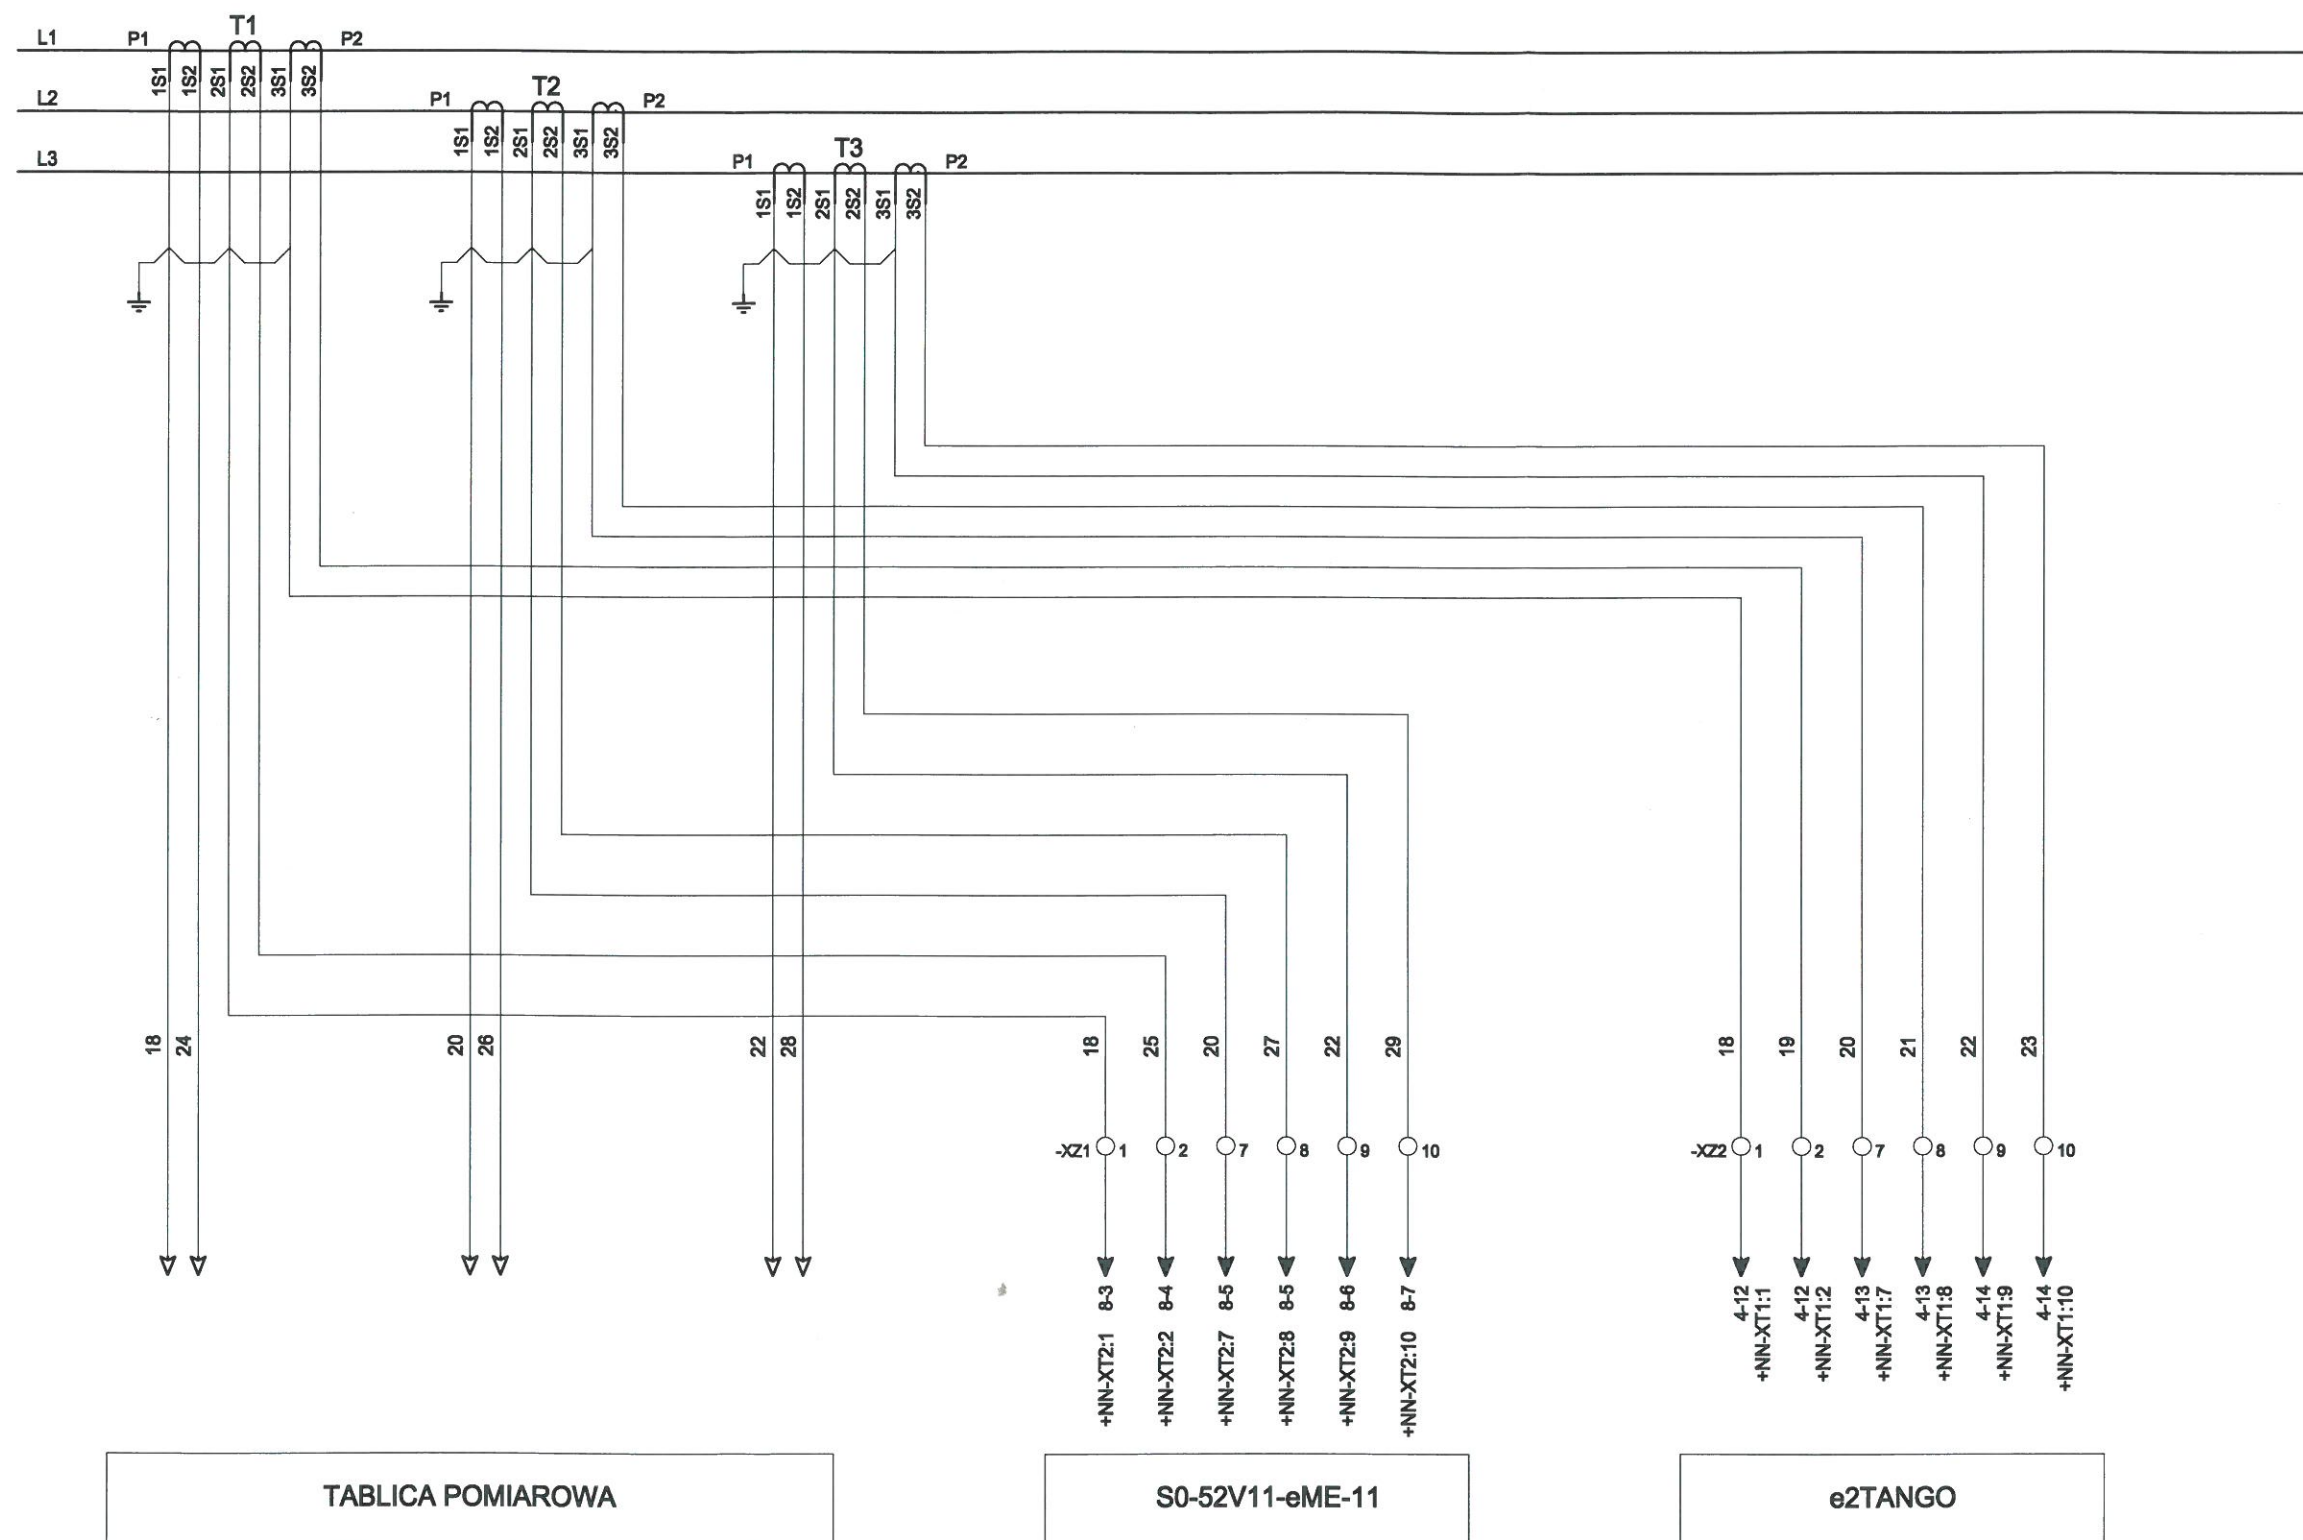 L1 P1 T1 P2
1S1 1S2 2S1 2S2 3S1 3S2
L2 P1 T2 P2
1S1 1S2 2S1 2S2 3S1 3S2
L3 P1 T3 P2
1S1 1S2 2S1 2S2 3S1 3S2
18 24 20 26 22 28 18 25 20 27 22 29 18 19 20 21 22 23
-XZ1 1 2 7 8 9 10 -XZ2 1 2 7 8 9 10
8-3 8-4 8-5 8-5 8-6 8-7 4-12 4-12 4-13 4-13 4-14 4-14
+NN-XT2:1 +NN-XT2:2 +NN-XT2:7 +NN-XT2:8 +NN-XT2:9 +NN-XT2:10 +NN-XT1:1 +NN-XT1:2 +NN-XT1:7 +NN-XT1:8 +NN-XT1:9 +NN-XT1:10
TABLICA POMIAROWA S0-52V11-eME-11 e2TANGO